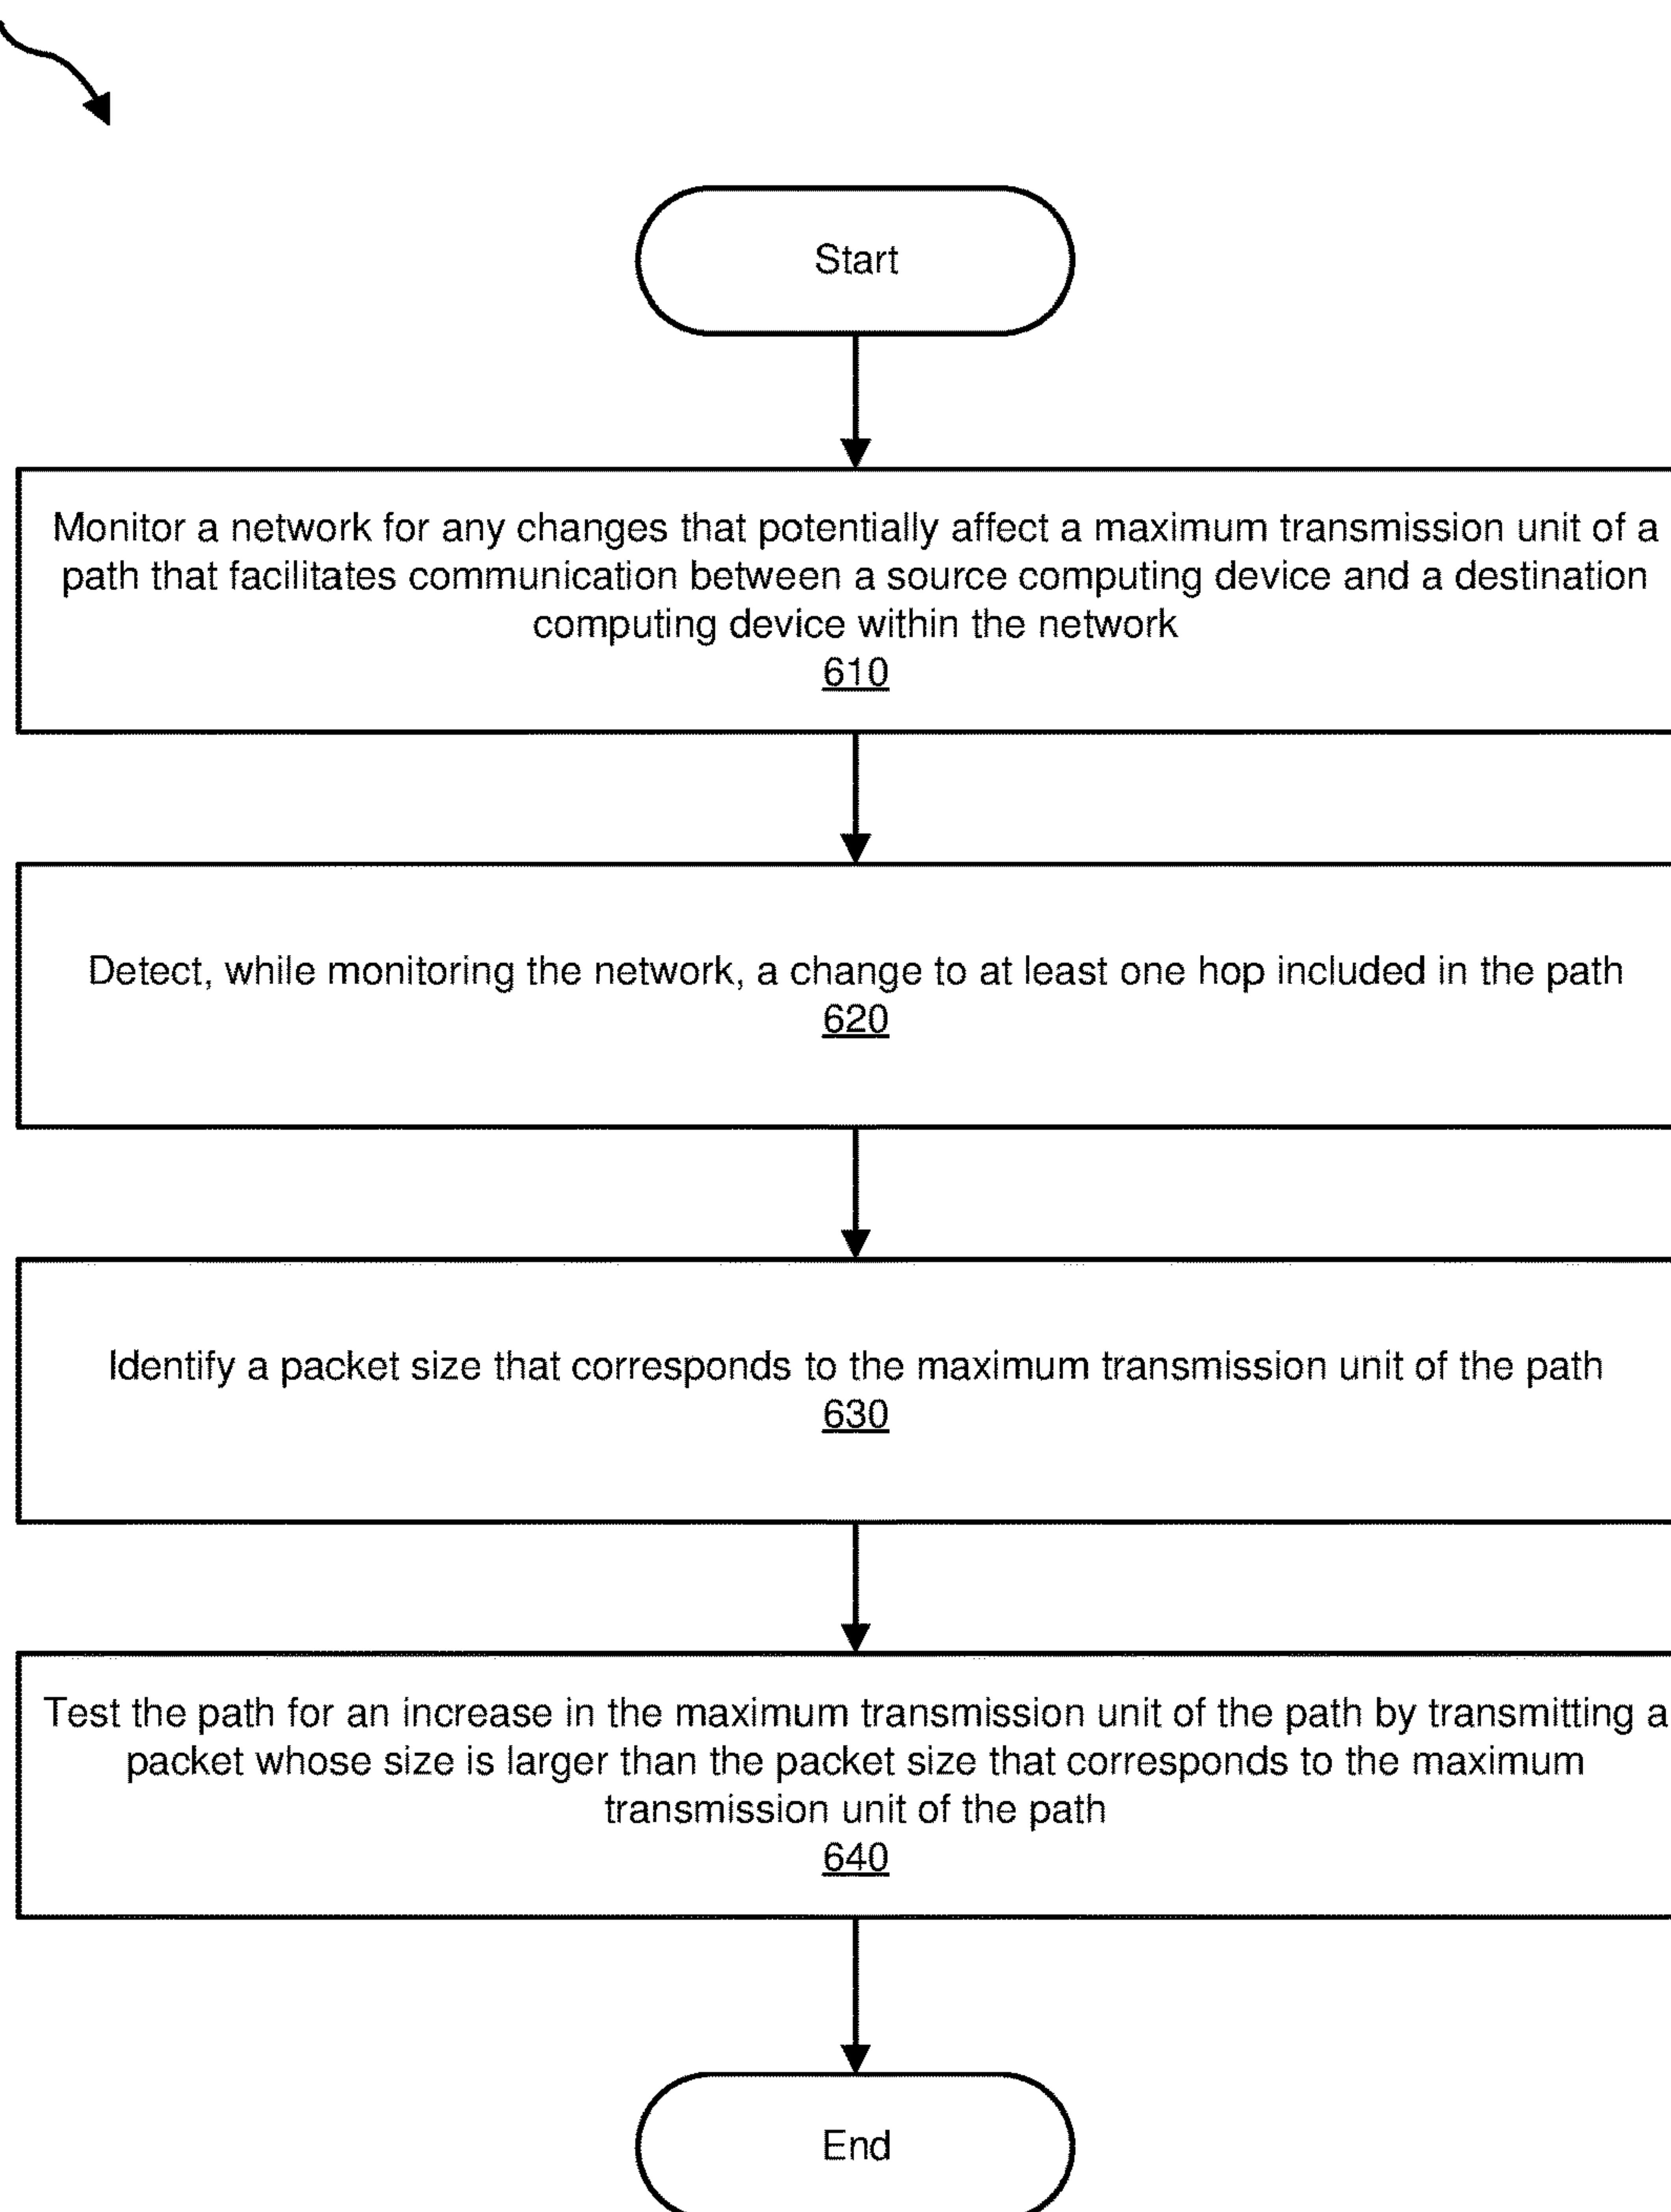 Start
Monitor a network for any changes that potentially affect a maximum transmission unit of a
path that facilitates communication between a source computing device and a destination
computing device within the network
610
Detect, while monitoring the network, a change to at least one hop included in the path
620
Identify a packet size that corresponds to the maximum transmission unit of the path
630
Test the path for an increase in the maximum transmission unit of the path by transmitting a
packet whose size is larger than the packet size that corresponds to the maximum
transmission unit of the path
640
End